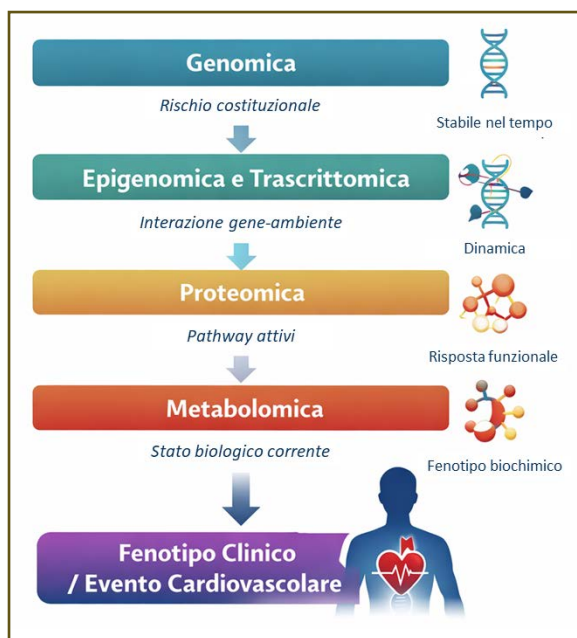 Genomica
Rischio costituzionale
Stabile nel tempo
Epigenomica e Trascrittomica
Interazione gene-ambiente
Dinamica
Proteomica
Pathway attivi
Risposta funzionale
Metabolomica
Stato biologico corrente
Fenotipo biochimico
Fenotipo Clinico
/ Evento Cardiovascolare